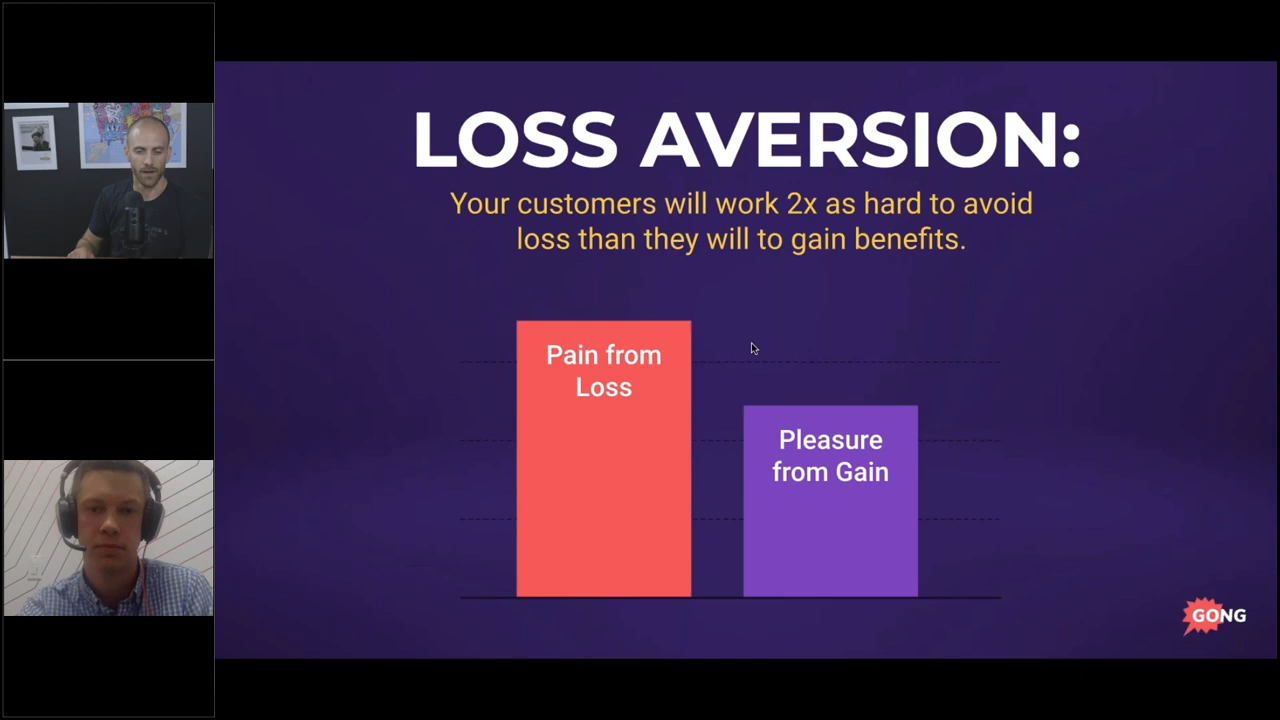 LOSS AVERSION:
Your customers will work 2x as hard to avoid
loss than they will to gain benefits.
Pain from
Loss
Pleasure
from Gain
GONG